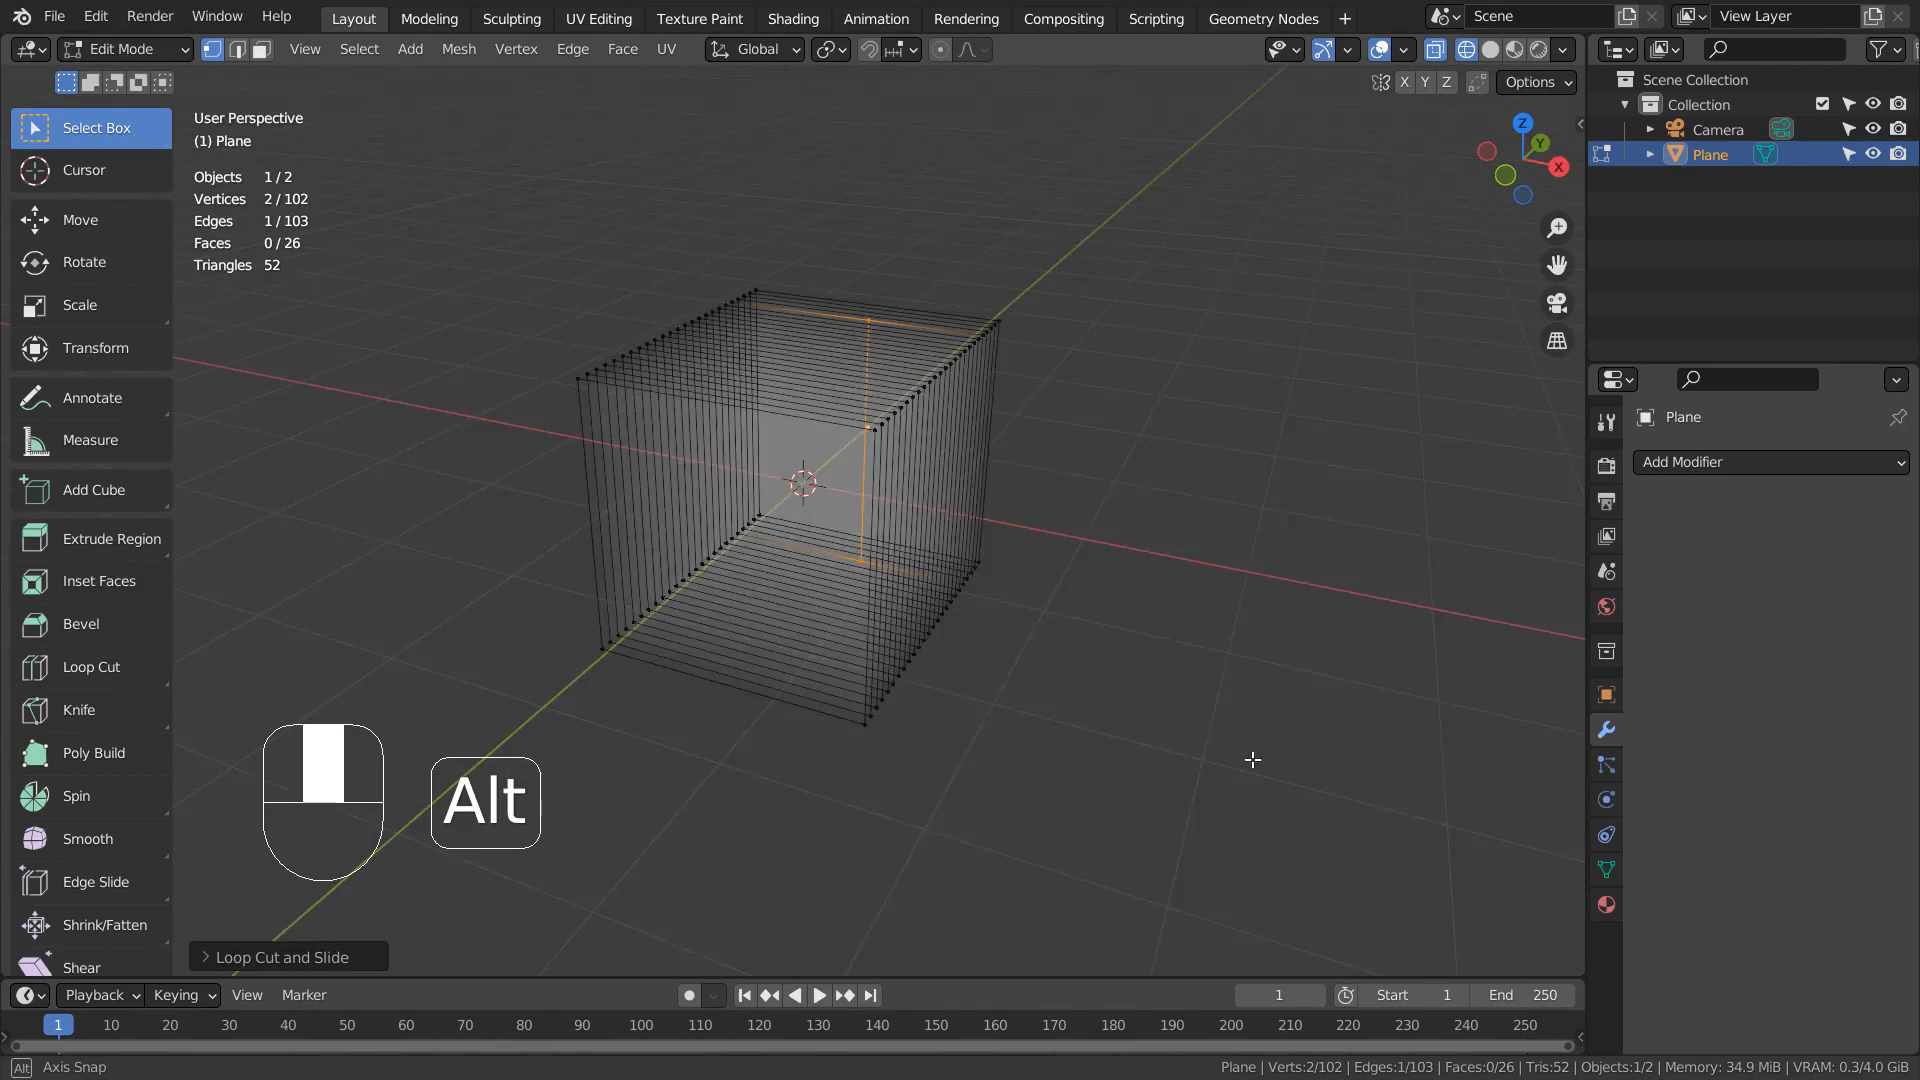 File Edit Render Window Help Layout Modeling Sculpting UV Editing Texture Paint Shading Animation Rendering Compositing Scripting Geometry Nodes + Scene View Layer
Edit Mode View Select Add Mesh Vertex Edge Face UV Global
X Y Z Options
Select Box
Cursor
Move
Rotate
Scale
Transform
Annotate
Measure
Add Cube
Extrude Region
Inset Faces
Bevel
Loop Cut
Knife
Poly Build
Spin
Smooth
Edge Slide
Shrink/Fatten
Shear
User Perspective
(1) Plane
Objects 1 / 2
Vertices 2 / 102
Edges 1 / 103
Faces 0 / 26
Triangles 52
Z
Y
X
Alt
Loop Cut and Slide
Scene Collection
Collection
Camera
Plane
Plane
Add Modifier
Playback Keying View Marker 1 Start 1 End 250
1 10 20 30 40 50 60 70 80 90 100 110 120 130 140 150 160 170 180 190 200 210 220 230 240 250
Alt Axis Snap Plane | Verts:2/102 | Edges:1/103 | Faces:0/26 | Tris:52 | Objects:1/2 | Memory: 34.9 MiB | VRAM: 0.3/4.0 GiB